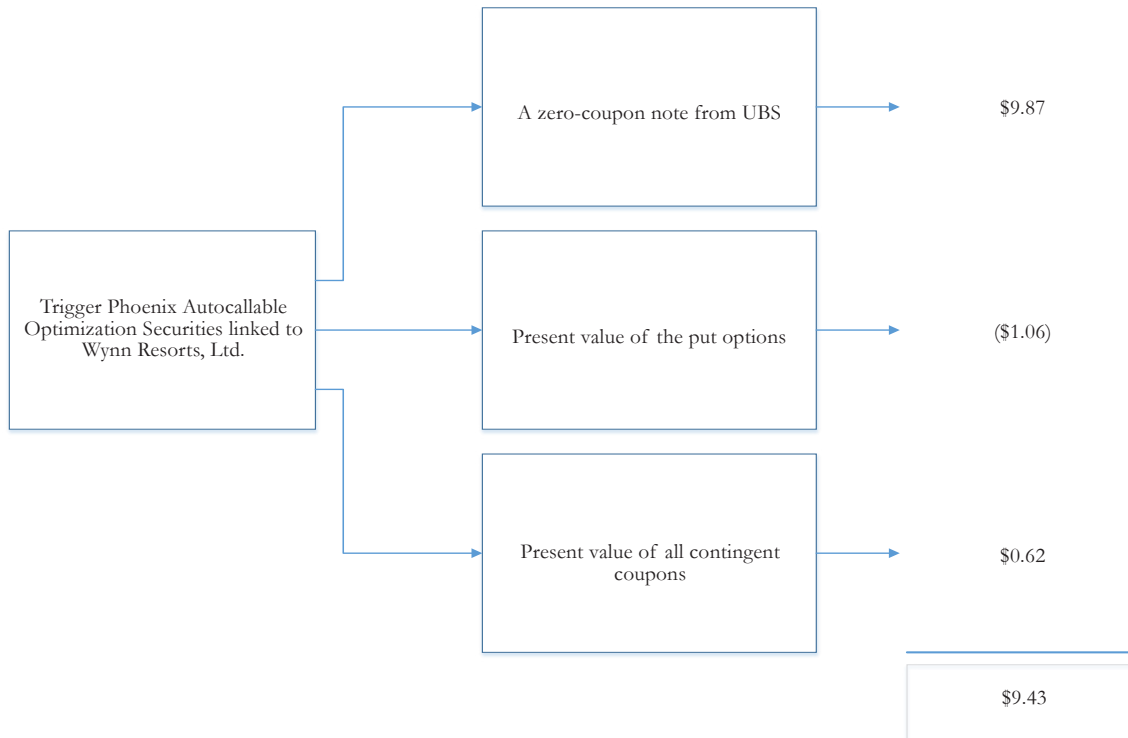 A zero-coupon note from UBS
$9.87
Trigger Phoenix Autocallable
Optimization Securities linked to
Wynn Resorts, Ltd.
Present value of the put options
($1.06)
Present value of all contingent
coupons
$0.62
$9.43